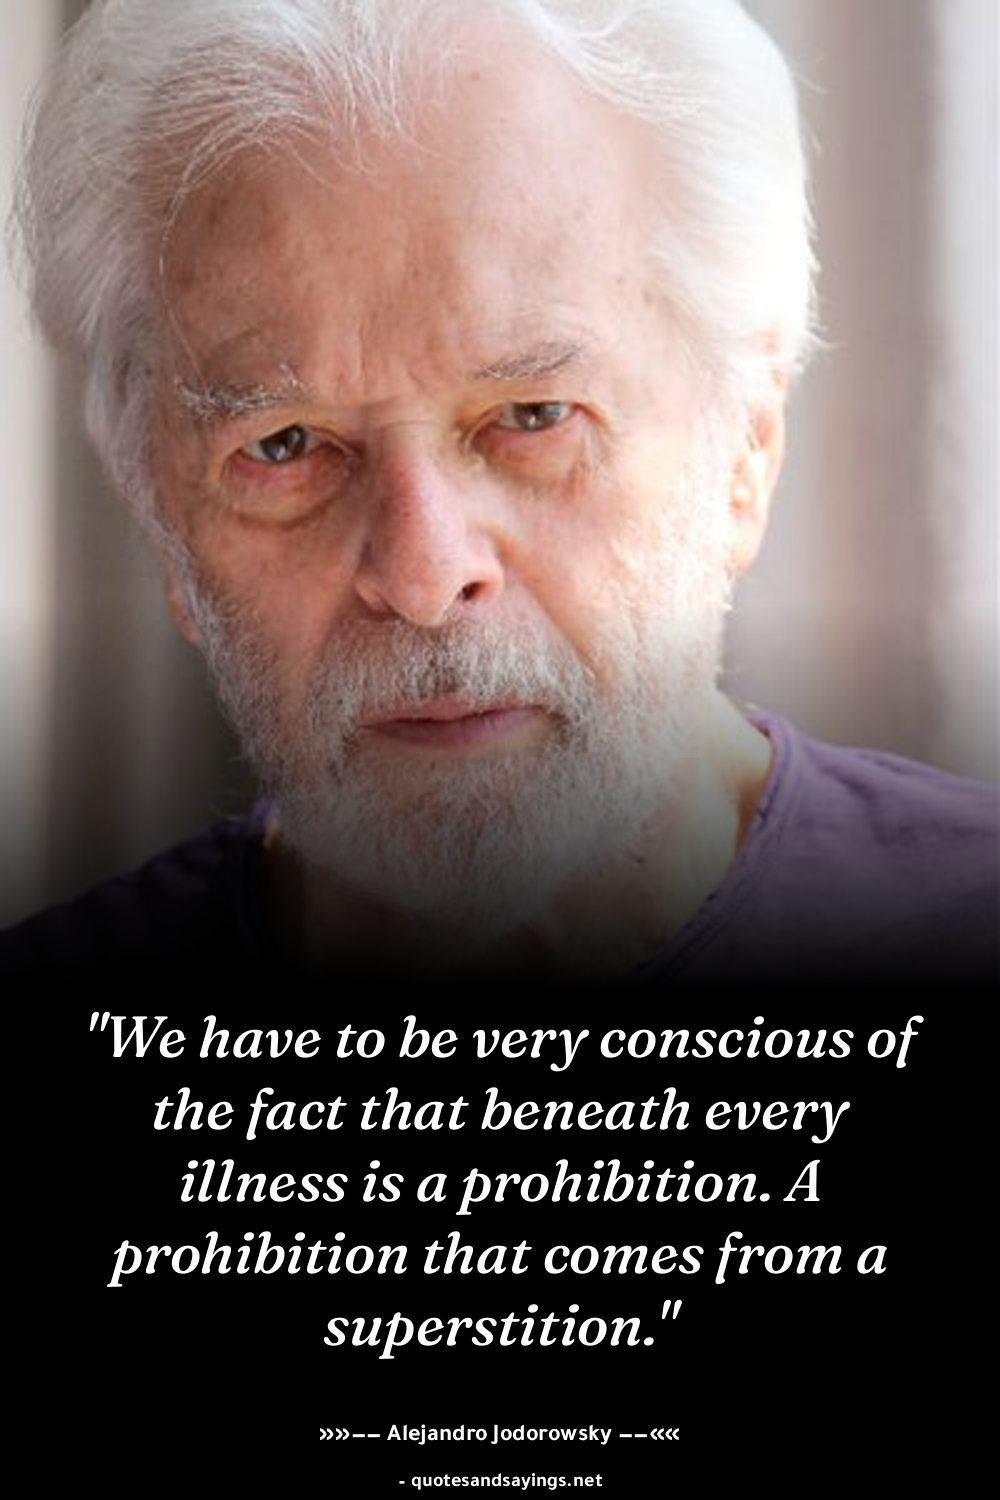 "We have to be very conscious of
the fact that beneath every
illness is a prohibition. A
prohibition that comes from a
superstition."
»»–– Alejandro Jodorowsky ––««
- quotesandsayings.net